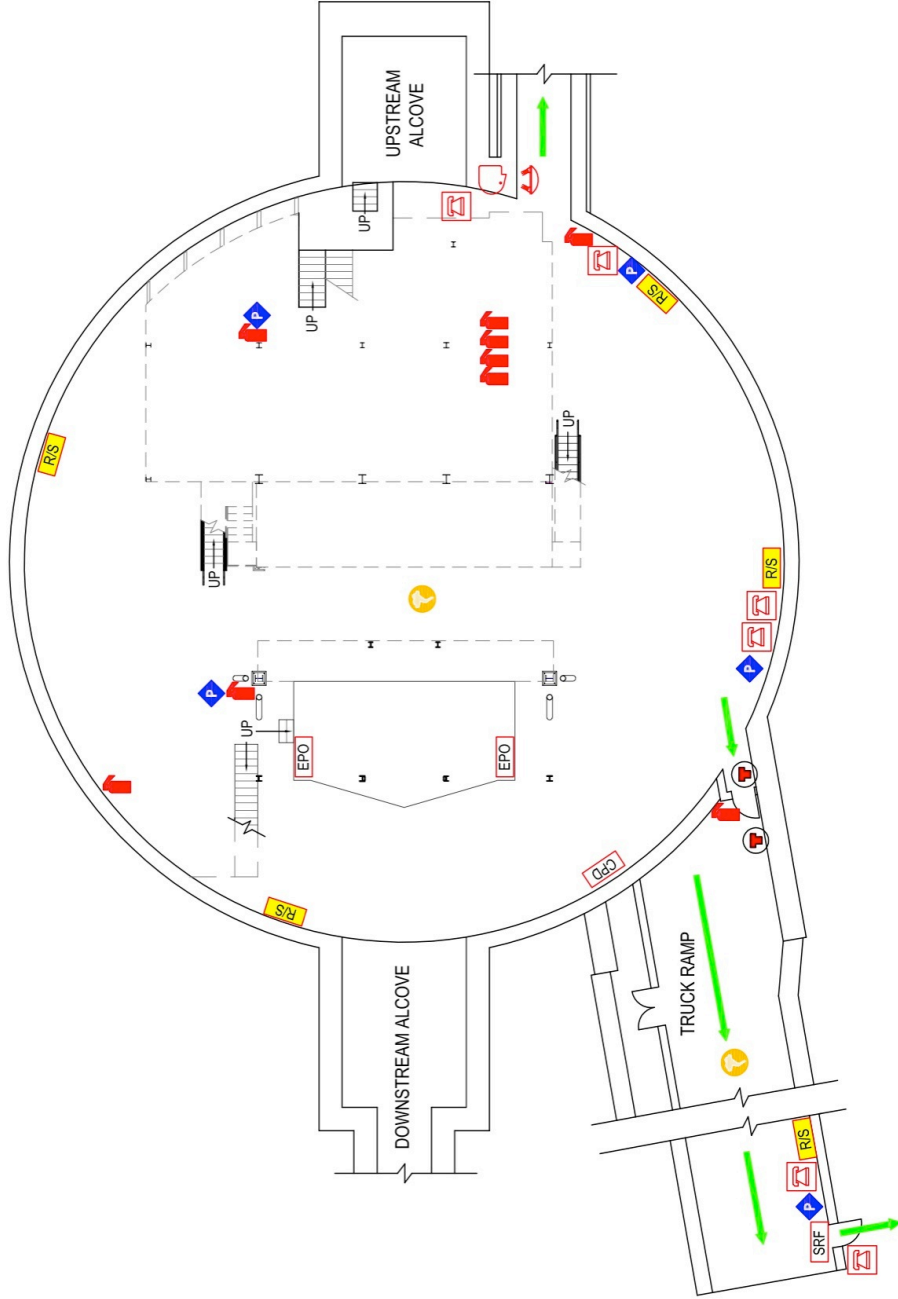 UPSTREAM
ALCOVE
UP
UP
P
R/S
P
R/S
UP
UP
P
R/S
P
UP
EPO
EPO
CPD
R/S
DOWNSTREAM ALCOVE
TRUCK RAMP
R/S
P
SRF